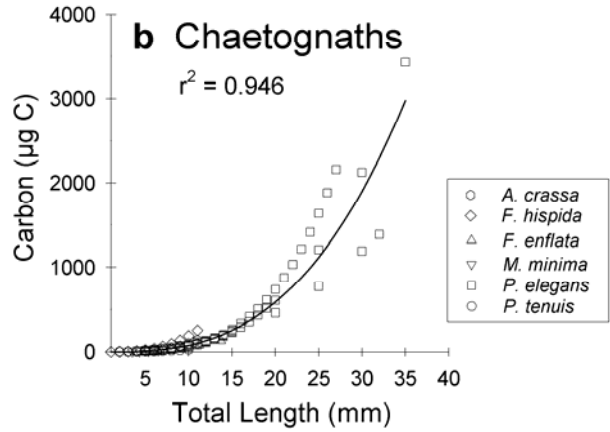 b Chaetognaths
r² = 0.946
4000
3000
2000
1000
0
Carbon (µg C)
5 10 15 20 25 30 35 40
Total Length (mm)
A. crassa
F. hispida
F. enflata
M. minima
P. elegans
P. tenuis